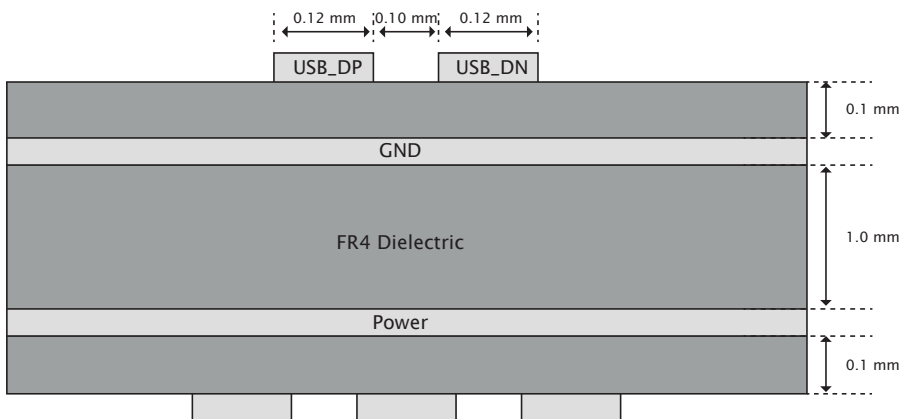 0.12 mm 0.10 mm 0.12 mm
USB_DP USB_DN
0.1 mm
GND
FR4 Dielectric
1.0 mm
Power
0.1 mm